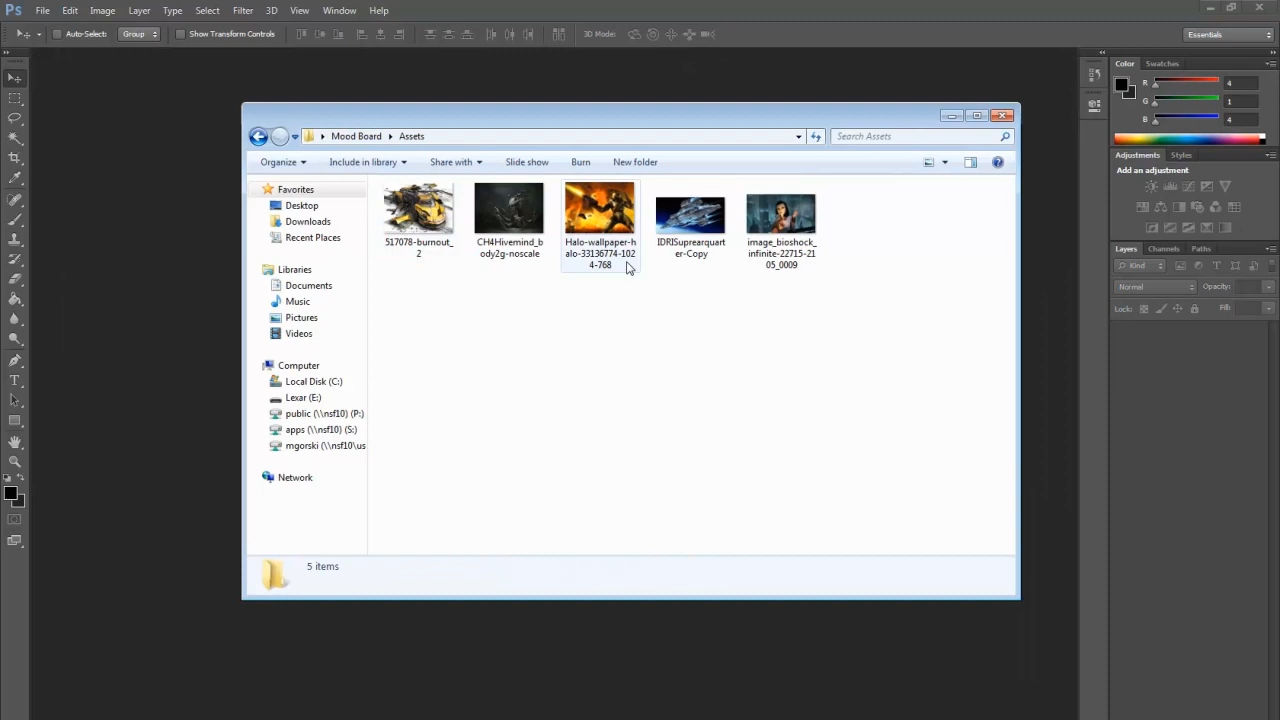 Ps File Edit Image Layer Type Select Filter 3D View Window Help
Auto-Select: Group Show Transform Controls 3D Mode: Essentials
Color Swatches
R 4
G 1
B 4
Adjustments Styles
Add an adjustment
Layers Channels Paths
Kind
Normal Opacity:
Lock: Fill:
Mood Board Assets Search Assets
Organize Include in library Share with Slide show Burn New folder
Favorites
Desktop
Downloads
Recent Places
Libraries
Documents
Music
Pictures
Videos
Computer
Local Disk (C:)
Lexar (E:)
public (\\nsf10) (P:)
apps (\\nsf10) (S:)
mgorski (\\nsf10\us
Network
517078-burnout_
2
CH4Hivemind_b
ody2g-noscale
Halo-wallpaper-h
alo-33136774-102
4-768
IDRISuprearquart
er-Copy
image_bioshock_
infinite-22715-21
05_0009
5 items